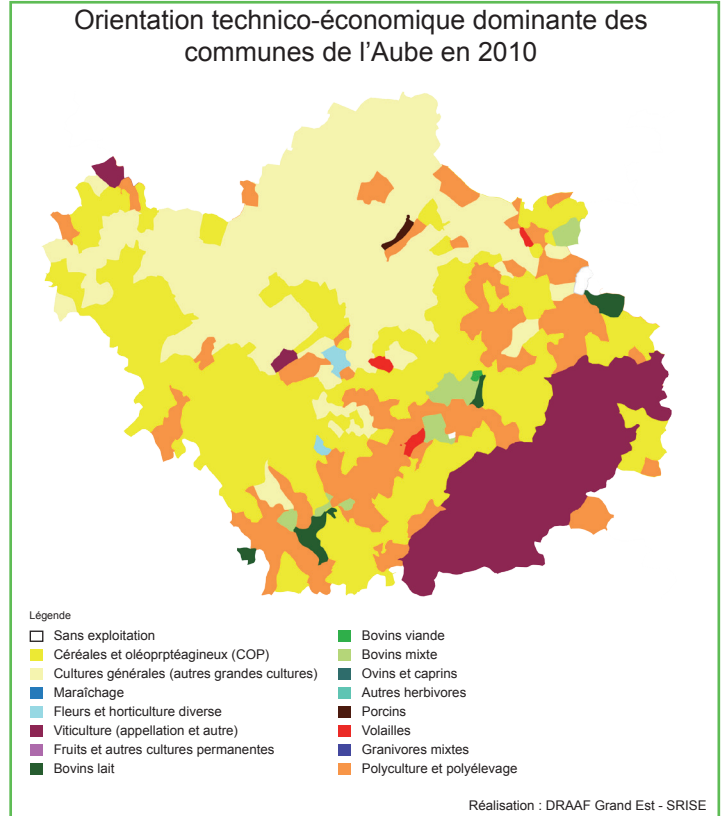 Orientation technico-économique dominante des
communes de l'Aube en 2010
Légende
Sans exploitation
Céréales et oléoprptéagineux (COP)
Cultures générales (autres grandes cultures)
Maraîchage
Fleurs et horticulture diverse
Viticulture (appellation et autre)
Fruits et autres cultures permanentes
Bovins lait
Bovins viande
Bovins mixte
Ovins et caprins
Autres herbivores
Porcins
Volailles
Granivores mixtes
Polyculture et polyélevage
Réalisation : DRAAF Grand Est - SRISE